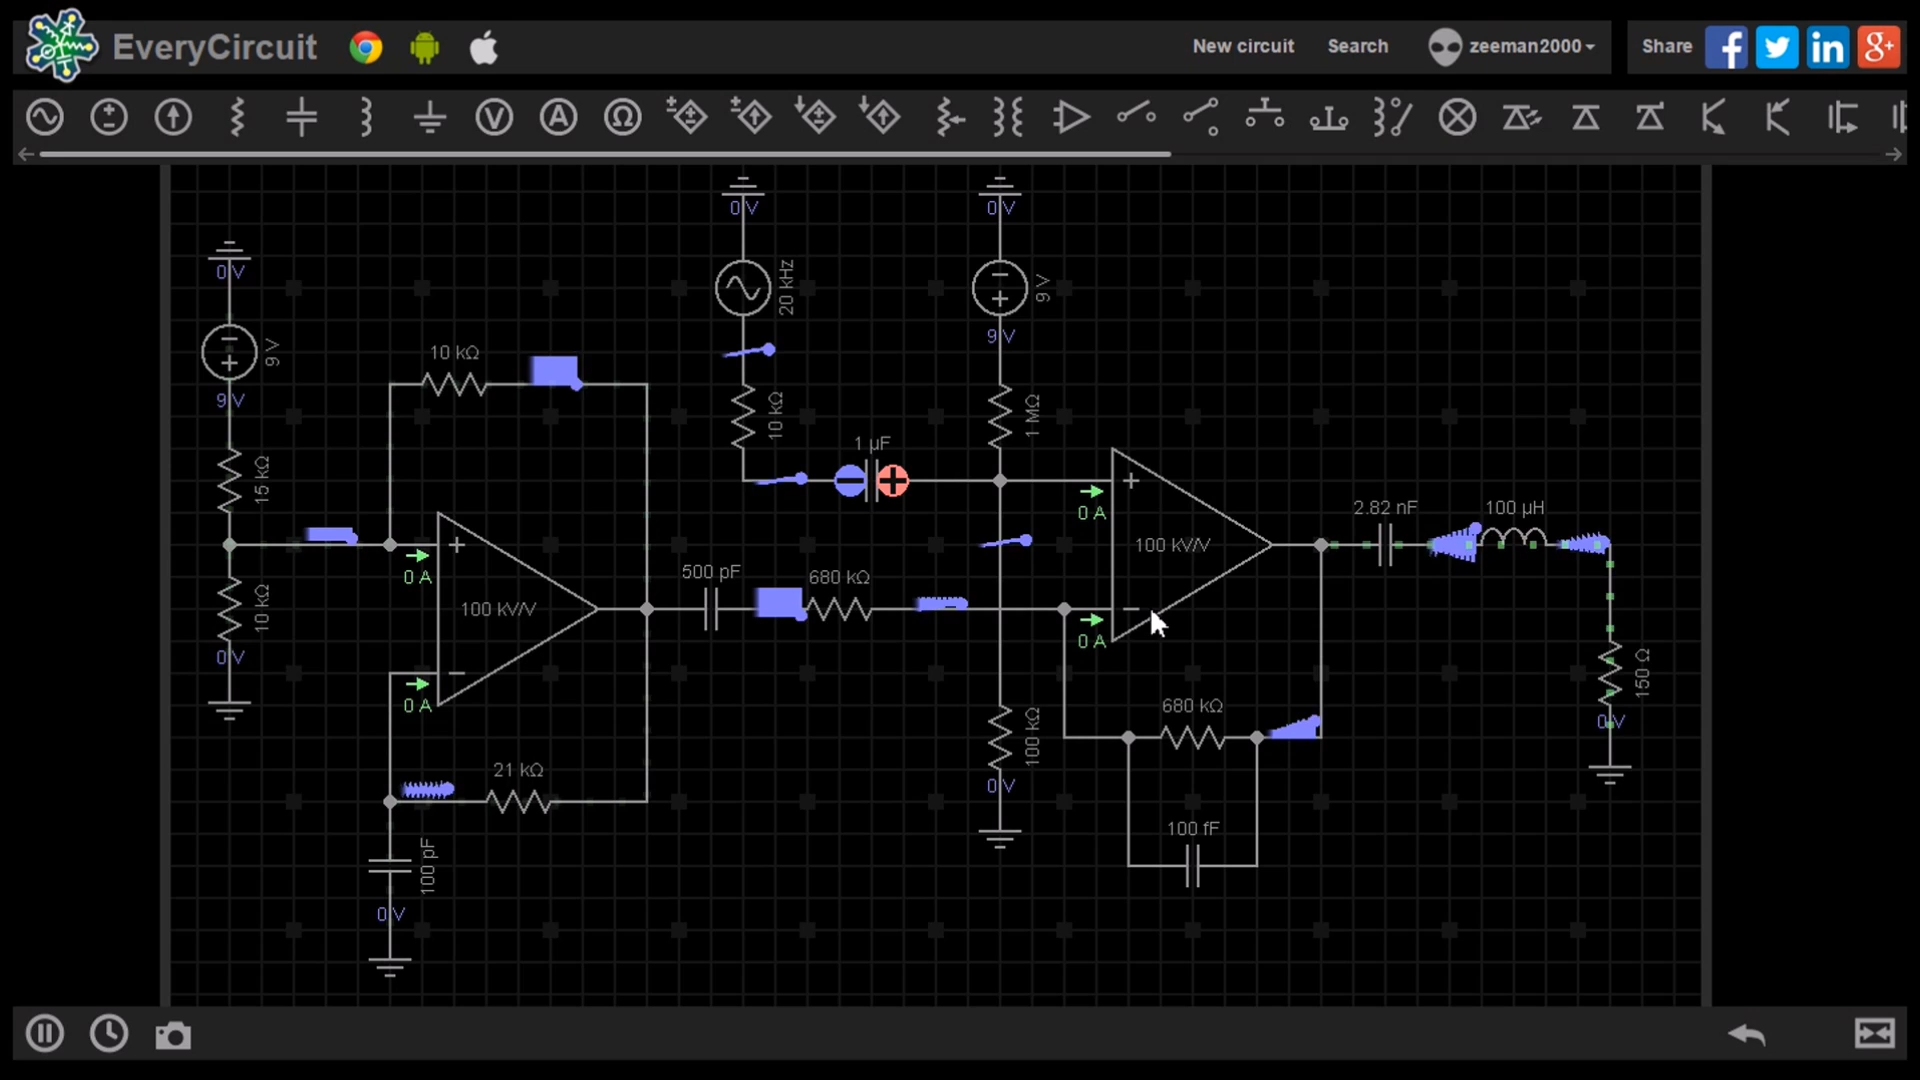 EveryCircuit
New circuit
Search
zeeman2000
Share
V
A
Ω
0 V
0 V
0 V
20 kHz
9 V
9 V
9 V
10 kΩ
9 V
10 kΩ
1 MΩ
1 µF
15 kΩ
0 A
2.82 nF
100 µH
100 kV/V
0 A
500 pF
680 kΩ
10 kΩ
100 kV/V
0 A
0 V
150 Ω
0 A
680 kΩ
0 V
100 kΩ
21 kΩ
0 V
100 fF
100 pF
0 V